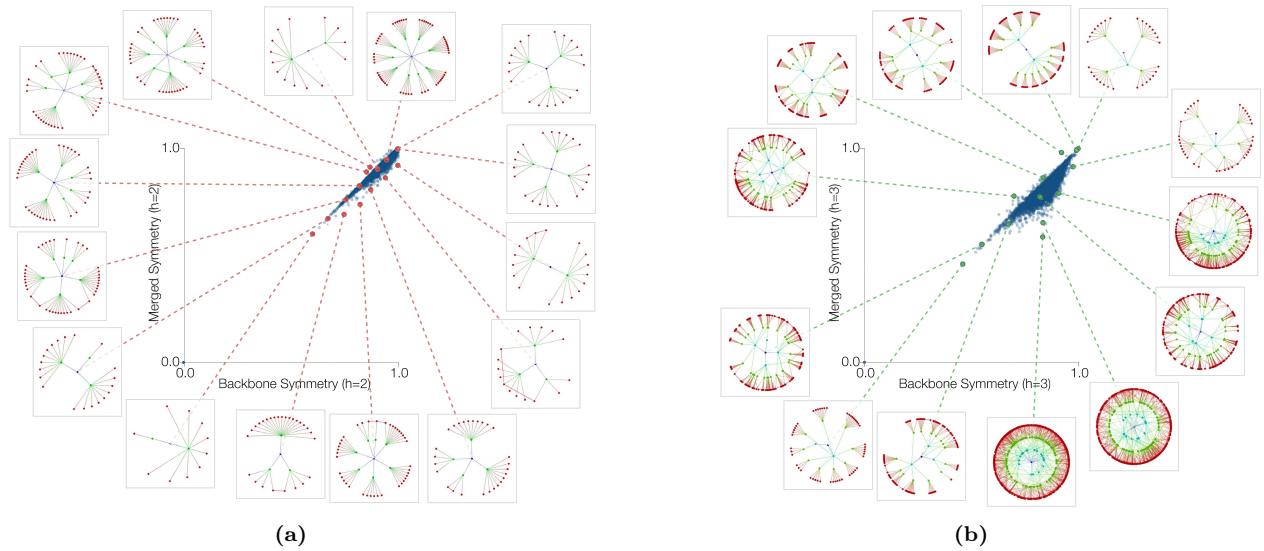 1.0
Merged Symmetry (h=2)
0.0
0.0
1.0
Backbone Symmetry (h=2)
(a)
1.0
Merged Symmetry (h=3)
0.0
0.0
1.0
Backbone Symmetry (h=3)
(b)